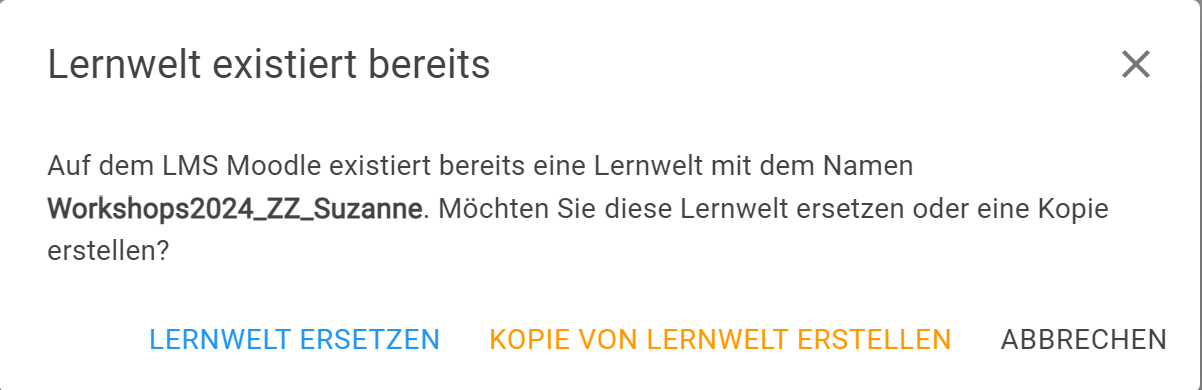 Lernwelt existiert bereits
Auf dem LMS Moodle existiert bereits eine Lernwelt mit dem Namen
Workshops2024_ZZ_Suzanne. Möchten Sie diese Lernwelt ersetzen oder eine Kopie
erstellen?
LERNWELT ERSETZEN KOPIE VON LERNWELT ERSTELLEN ABBRECHEN